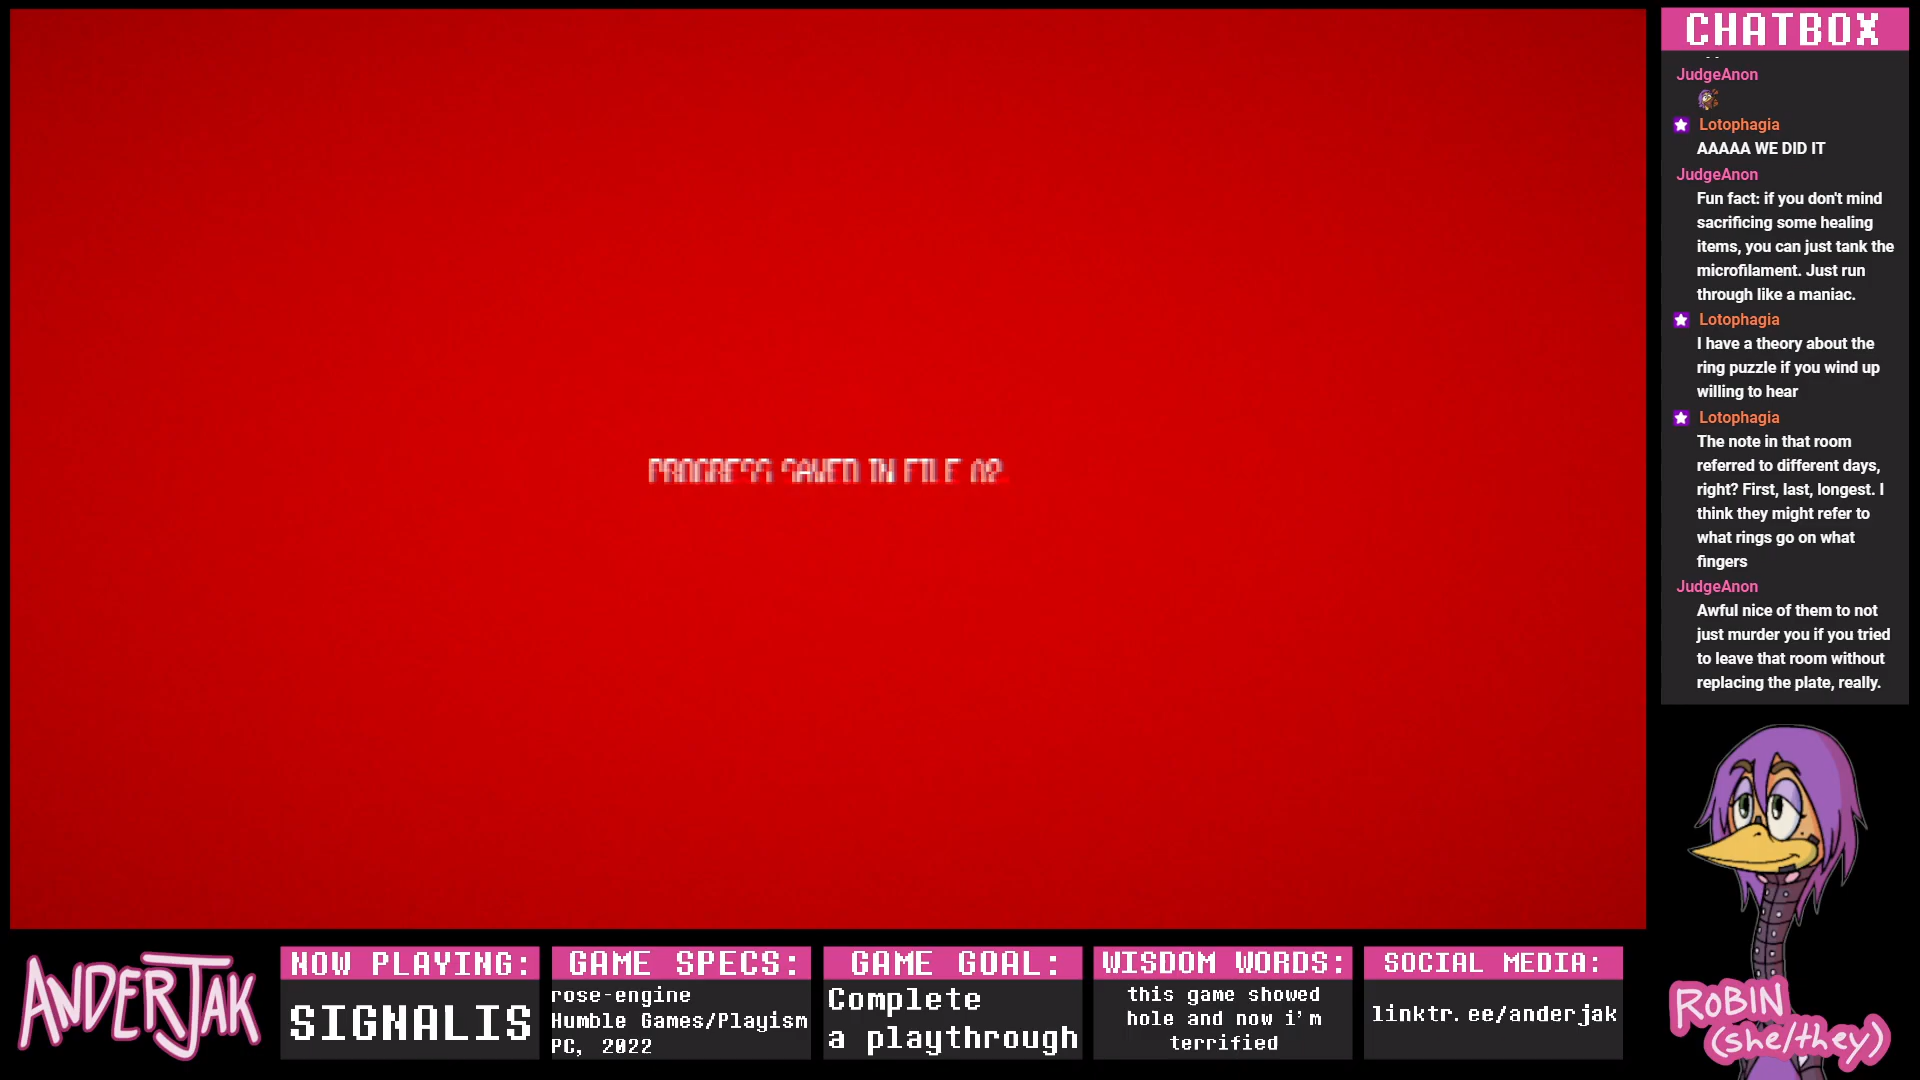 PROGRESS SAVED IN FILE 02
CHATBOX
JudgeAnon
Lotophagia
AAAAA WE DID IT
JudgeAnon
Fun fact: if you don't mind
sacrificing some healing
items, you can just tank the
microfilament. Just run
through like a maniac.
Lotophagia
I have a theory about the
ring puzzle if you wind up
willing to hear
Lotophagia
The note in that room
referred to different days,
right? First, last, longest. I
think they might refer to
what rings go on what
fingers
JudgeAnon
Awful nice of them to not
just murder you if you tried
to leave that room without
replacing the plate, really.
ANDERJAK
NOW PLAYING:
SIGNALIS
GAME SPECS:
rose-engine
Humble Games/Playism
PC, 2022
GAME GOAL:
Complete
a playthrough
WISDOM WORDS:
this game showed
hole and now i'm
terrified
SOCIAL MEDIA:
linktr.ee/anderjak
ROBIN
(she/they)